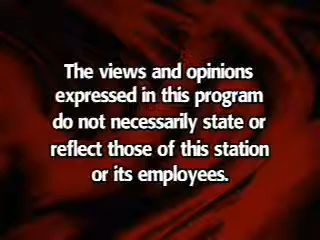 The views and opinions
expressed in this program
do not necessarily state or
reflect those of this station
or its employees.